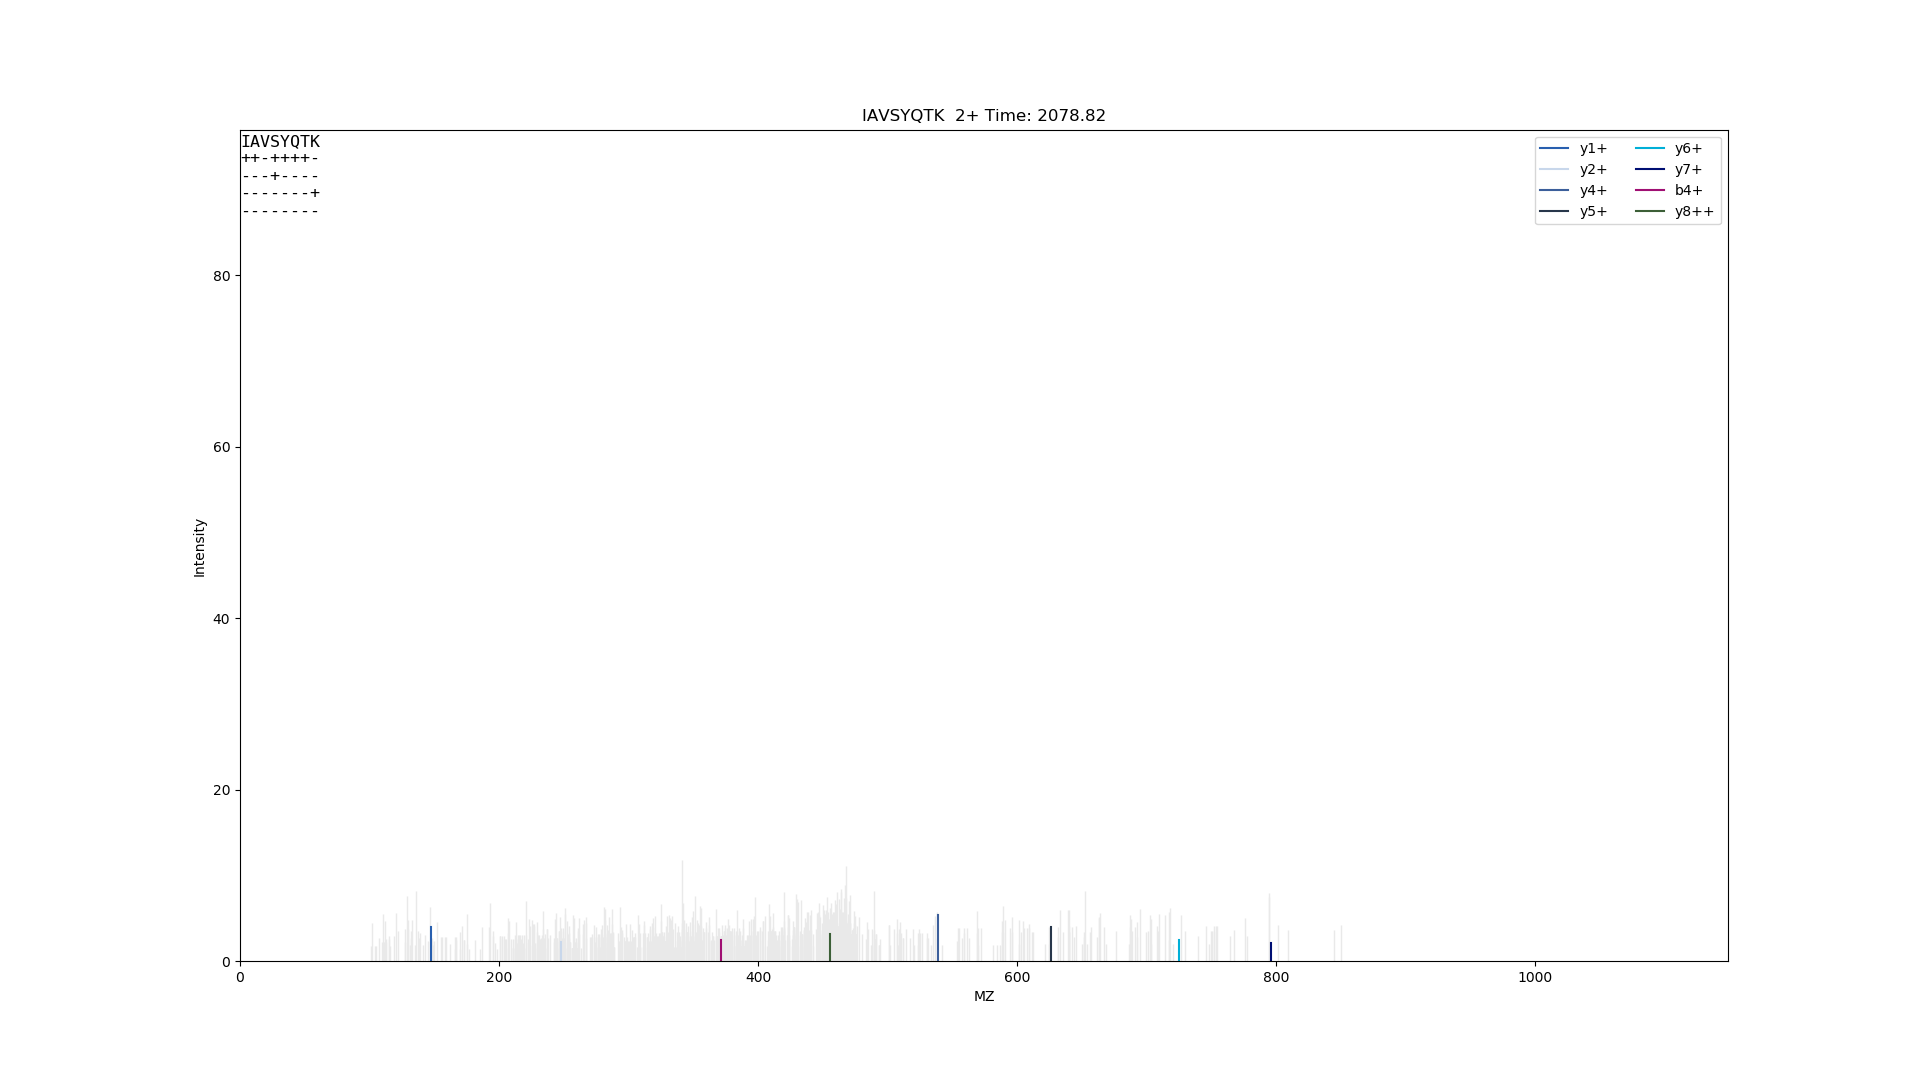 IAVSYQTK  2+ Time: 2078.82
IAVSYQTK
++-++++-
---+----
-------+
--------
y1+
y2+
y4+
y5+
y6+
y7+
b4+
y8++
80
60
40
20
0
Intensity
0 200 400 600 800 1000
MZ